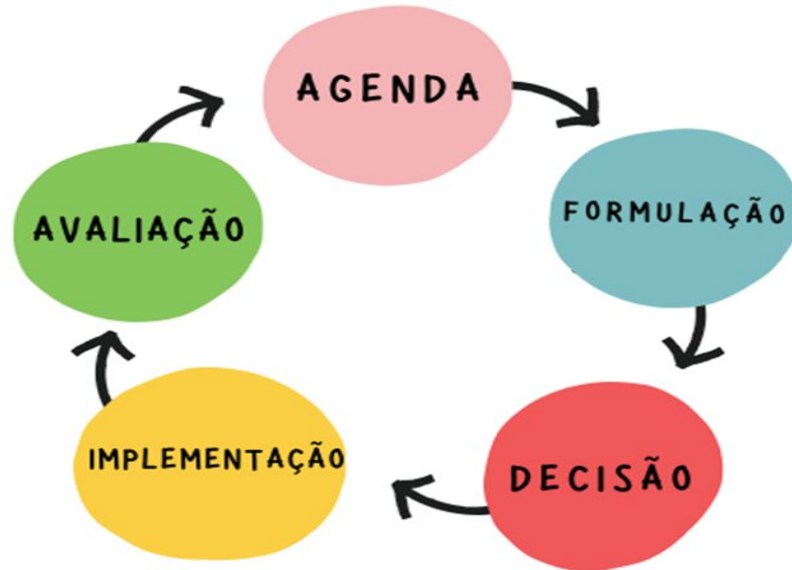 AGENDA
FORMULAÇÃO
DECISÃO
IMPLEMENTAÇÃO
AVALIAÇÃO